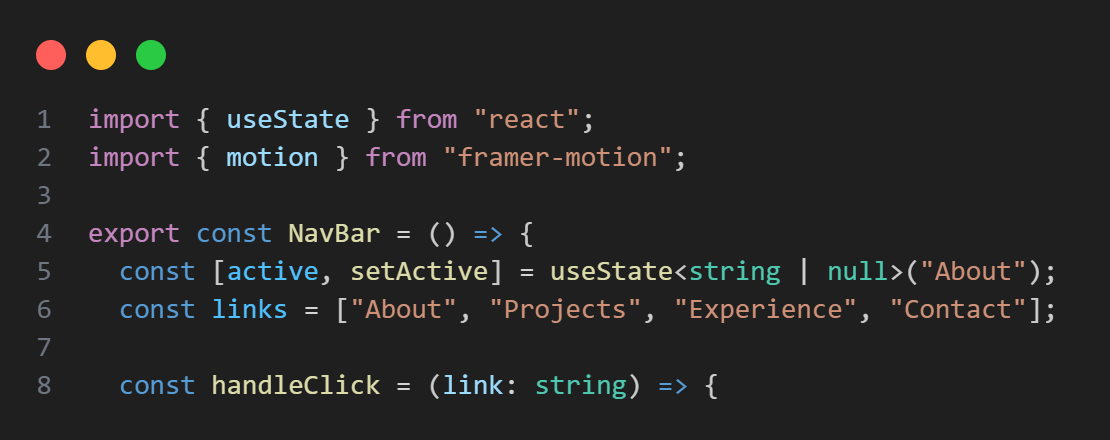 1 import { useState } from "react";
2 import { motion } from "framer-motion";
3
4 export const NavBar = () => {
5   const [active, setActive] = useState<string | null>("About");
6   const links = ["About", "Projects", "Experience", "Contact"];
7
8   const handleClick = (link: string) => {